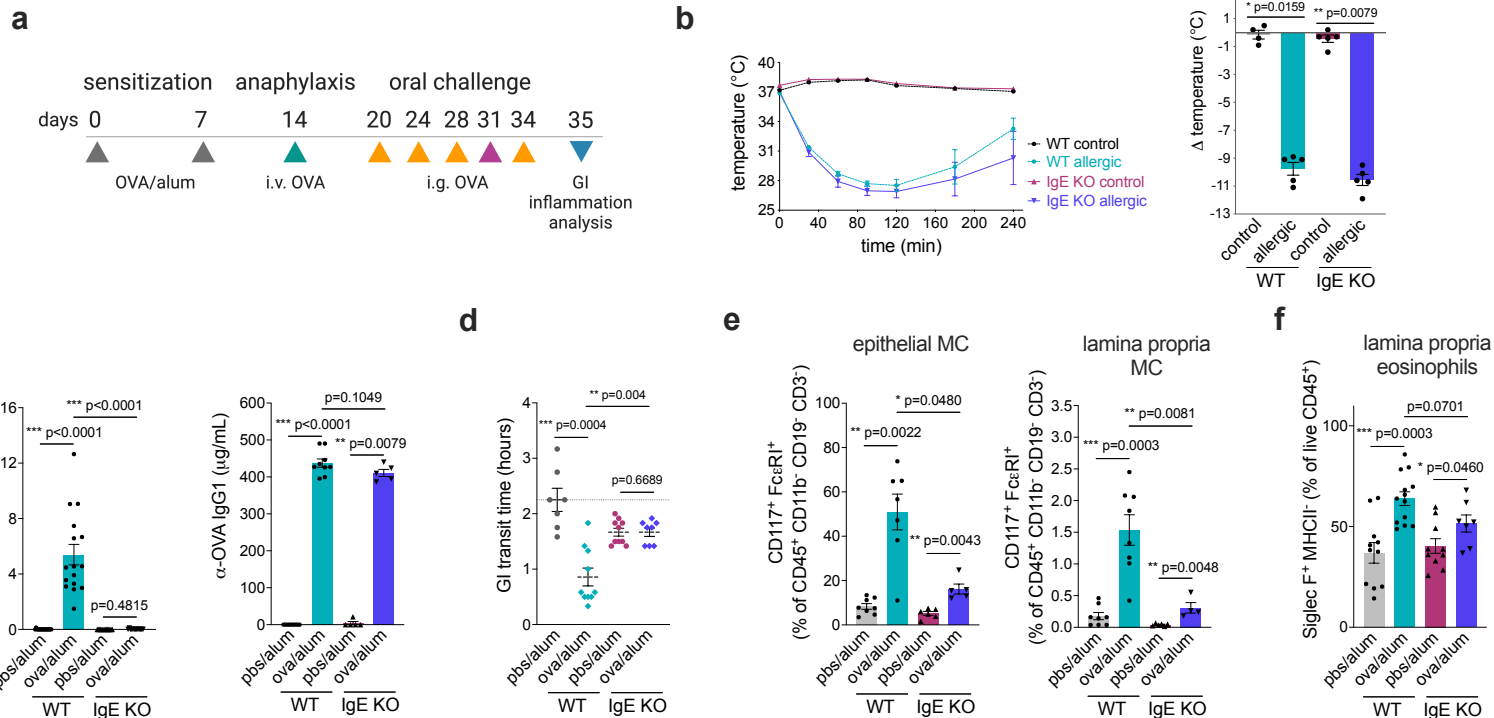 a
sensitization anaphylaxis oral challenge
days 0 7 14 20 24 28 31 34 35
OVA/alum i.v. OVA i.g. OVA GI
inflammation
analysis
b
temperature (°C)
40
37
34
31
28
25
0 40 80 120 160 200 240
time (min)
WT control
WT allergic
IgE KO control
IgE KO allergic
* p=0.0159 ** p=0.0079
Δ temperature (°C)
1
-1
-3
-5
-7
-9
-11
-13
control allergic control allergic
WT IgE KO
16
12
8
4
0
*** p<0.0001
*** p<0.0001
p=0.4815
pbs/alum ova/alum pbs/alum ova/alum
WT IgE KO
α-OVA IgG1 (μg/mL)
600
500
400
300
200
100
0
p=0.1049
*** p<0.0001
** p=0.0079
pbs/alum ova/alum pbs/alum ova/alum
WT IgE KO
d
GI transit time (hours)
4
3
2
1
0
** p=0.004
*** p=0.0004
p=0.6689
pbs/alum ova/alum pbs/alum ova/alum
WT IgE KO
e
epithelial MC
CD117⁺ FcεRI⁺
(% of CD45⁺ CD11b⁻ CD19⁻ CD3⁻)
100
80
60
40
20
0
* p=0.0480
** p=0.0022
** p=0.0043
pbs/alum ova/alum pbs/alum ova/alum
WT IgE KO
lamina propria
MC
CD117⁺ FcεRI⁺
(% of CD45⁺ CD11b⁻ CD19⁻ CD3⁻)
3.5
3.0
2.5
2.0
1.5
1.0
0.5
0.0
** p=0.0081
*** p=0.0003
** p=0.0048
pbs/alum ova/alum pbs/alum ova/alum
WT IgE KO
f
lamina propria
eosinophils
Siglec F⁺ MHCII⁻ (% of live CD45⁺)
100
50
0
p=0.0701
*** p=0.0003
* p=0.0460
pbs/alum ova/alum pbs/alum ova/alum
WT IgE KO